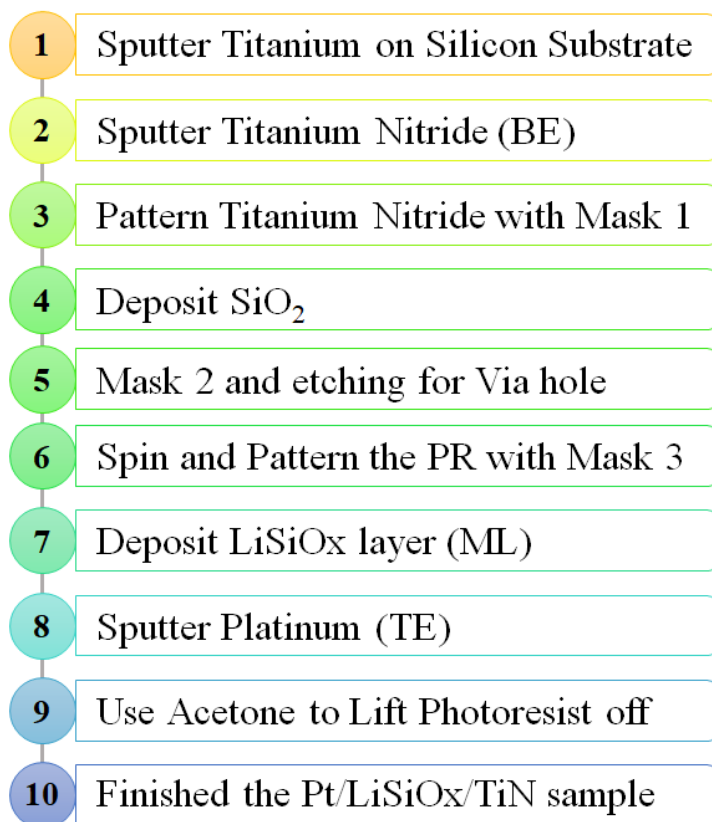 1 Sputter Titanium on Silicon Substrate
2 Sputter Titanium Nitride (BE)
3 Pattern Titanium Nitride with Mask 1
4 Deposit SiO₂
5 Mask 2 and etching for Via hole
6 Spin and Pattern the PR with Mask 3
7 Deposit LiSiOx layer (ML)
8 Sputter Platinum (TE)
9 Use Acetone to Lift Photoresist off
10 Finished the Pt/LiSiOx/TiN sample